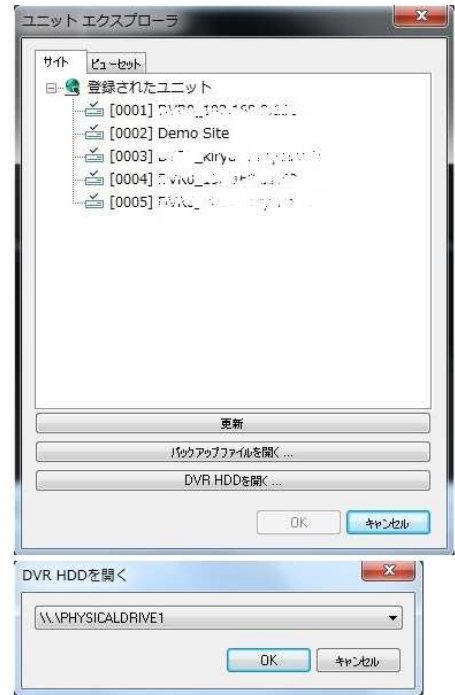 ユニット エクスプローラ
サイト ビューセット
登録されたユニット
[0001]
[0002] Demo Site
[0003]
[0004]
[0005]
更新
バックアップファイルを開く ...
DVR HDDを開く ...
OK キャンセル
DVR HDDを開く
\\.\PHYSICALDRIVE1
OK キャンセル